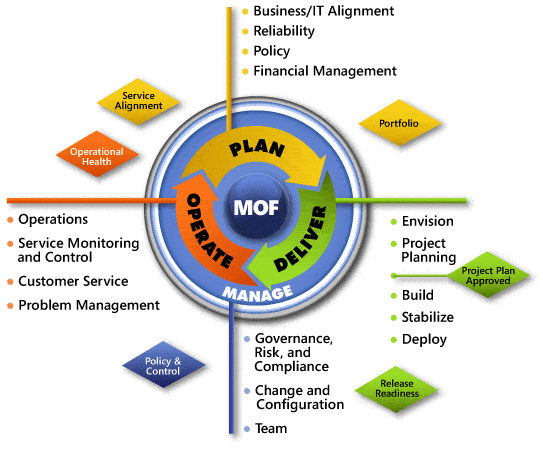 Business/IT Alignment
Reliability
Policy
Financial Management
Service
Alignment
Portfolio
Operational
Health
PLAN
OPERATE
MOF
DELIVER
MANAGE
Operations
Service Monitoring
and Control
Customer Service
Problem Management
Envision
Project
Planning
Project Plan
Approved
Build
Stabilize
Deploy
Governance,
Risk, and
Compliance
Change and
Configuration
Team
Policy &
Control
Release
Readiness